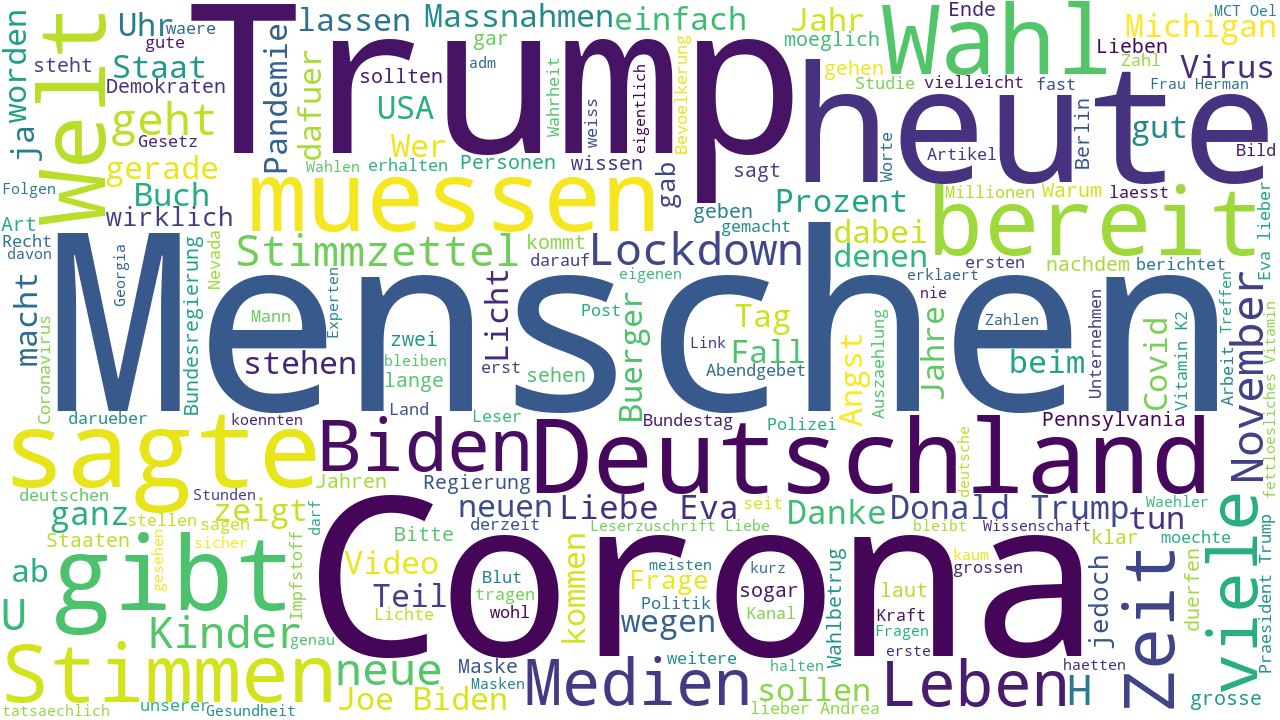 Trump
Menschen
Corona
heute
Deutschland
Wahl
Welt
muessen
bereit
sagte
gibt
Stimmen
Biden
Medien
Leben
Zeit
viele
Uhr
waere
gute
lassen
Massnahmen
einfach
Jahr
Ende
MCT Oel
Michigan
worden
steht
Staat
Demokraten
geht
Gesetz
ja
gerade
Pandemie
dafuer
sollten
gar
adm
USA
Wer
Wahrheit
weiss
eigentlich
Bevoelkerung
moeglich
gehen
Studie
vielleicht
fast
Lieben
Zahl
Virus
Frau Herman
gut
Berlin
Worte
Artikel
Bild
Folgen
Buch
wirklich
Wahlen
erhalten
Personen
wissen
gab
sagt
geben
gemacht
Prozent
Millionen
Warum
laesst
Art
Recht
davon
Stimmzettel
kommt
darauf
Lockdown
dabei
denen
ersten
nachdem
berichtet
Eva lieber
macht
Georgia
Bundesregierung
Nevada
Experten
eigenen
erklaert
nie
Treffen
Mann
Licht
Post
Tag
Zahlen
November
Coronavirus
stehen
zwei
bleiben
lange
erst
sehen
Buerger
Link
Fall
Abendgebet
Angst
Auszaehlung
Jahre
beim
Unternehmen
Covid
Vitamin K2
Arbeit
fettloesliches Vitamin
darueber
koennten
Land
Leser
Bundestag
Polizei
Pennsylvania
Jahren
Regierung
deutsche
deutschen
Stunden
zeigt
darf
neuen
Liebe Eva
seit
Danke
Donald Trump
Waehler
ganz
stellen
sagen
derzeit
Leserzuschrift Liebe
bleibt
Wissenschaft
tun
Staaten
sicher
Bitte
klar
moechte
ab
gesehen
Impfstoff
Video
Blut
kommen
meisten
kurz
laut
kaum
grossen
jedoch
duerfen
Praesident Trump
Teil
tragen
Frage
sogar
U
Lichte
wohl
Politik
Kanal
Kraft
Kinder
genau
wegen
Wahlbetrug
Fragen
erste
neue
Maske
Masken
weitere
halten
haetten
H
Joe Biden
sollen
lieber Andrea
grosse
tatsaechlich
unserer
Gesundheit